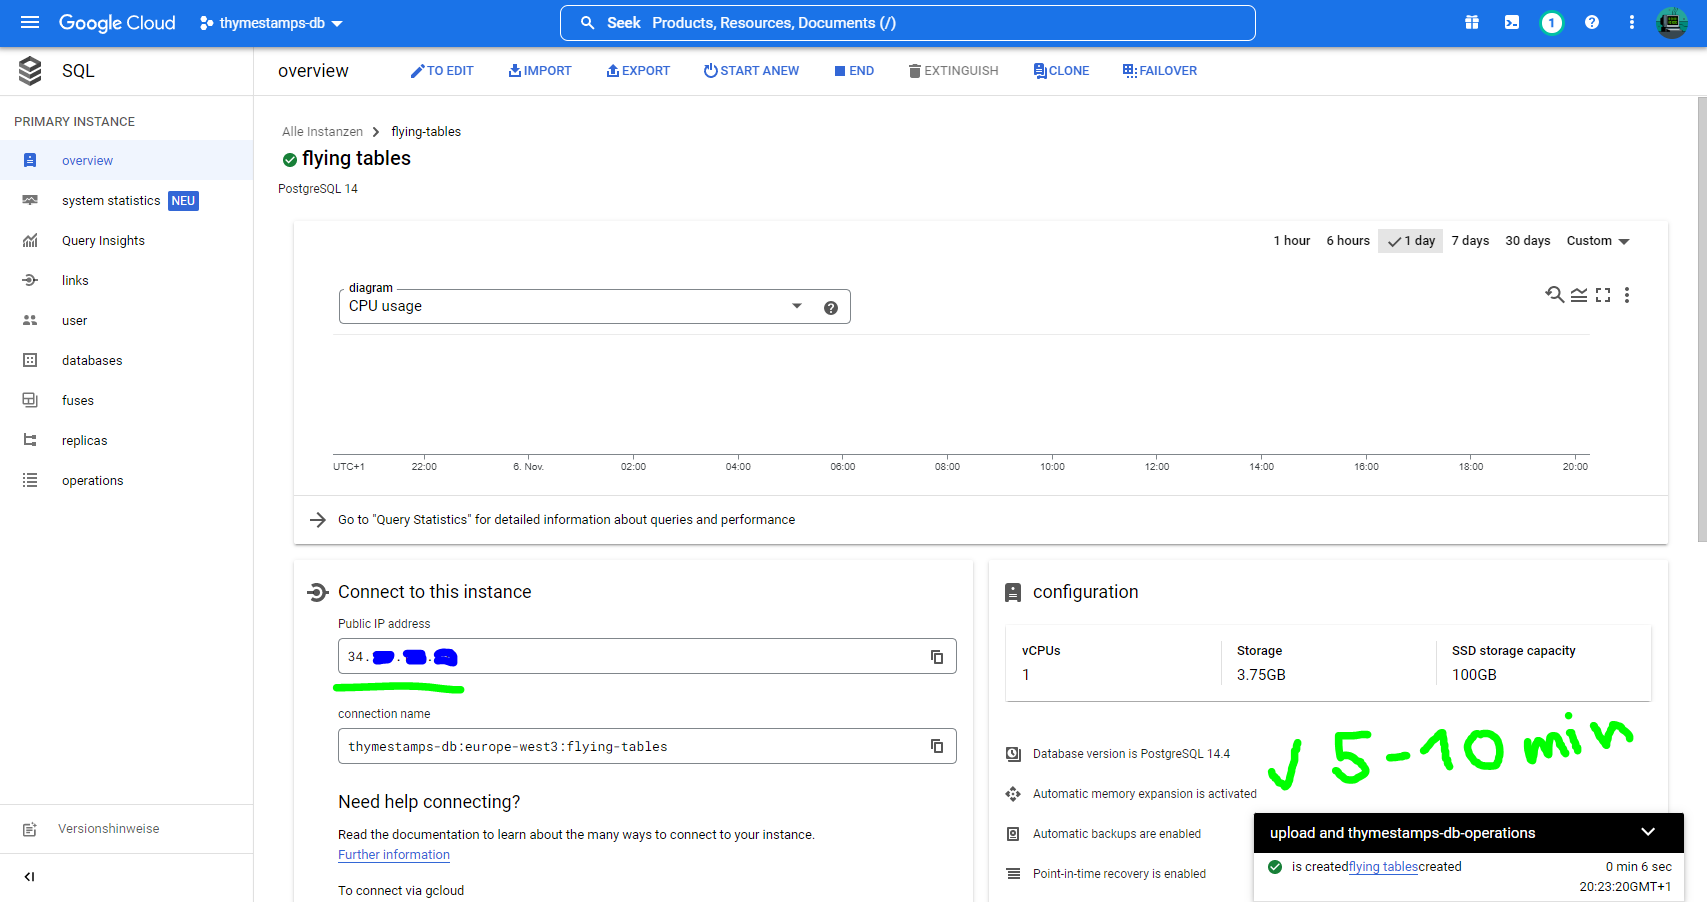 Google Cloud
thymestamps-db
Seek Products, Resources, Documents (/)
1
SQL
overview
TO EDIT
IMPORT
EXPORT
START ANEW
END
EXTINGUISH
CLONE
FAILOVER
PRIMARY INSTANCE
overview
system statistics NEU
Query Insights
links
user
databases
fuses
replicas
operations
Versionshinweise
Alle Instanzen
flying-tables
flying tables
PostgreSQL 14
1 hour
6 hours
1 day
7 days
30 days
Custom
diagram
CPU usage
UTC+1 22:00 6. Nov. 02:00 04:00 06:00 08:00 10:00 12:00 14:00 16:00 18:00 20:00
Go to "Query Statistics" for detailed information about queries and performance
Connect to this instance
Public IP address
34. . .
connection name
thymestamps-db:europe-west3:flying-tables
Need help connecting?
Read the documentation to learn about the many ways to connect to your instance.
Further information
To connect via gcloud
configuration
vCPUs
1
Storage
3.75GB
SSD storage capacity
100GB
Database version is PostgreSQL 14.4
Automatic memory expansion is activated
Automatic backups are enabled
Point-in-time recovery is enabled
✓ 5-10 min
upload and thymestamps-db-operations
is createdflying tablescreated
0 min 6 sec
20:23:20GMT+1